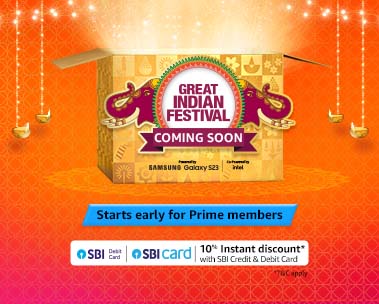 GREAT
INDIAN
FESTIVAL
COMING SOON
Powered by
SAMSUNG Galaxy S23
Co-Powered by
intel
Starts early for Prime members
SBI Debit Card
SBI card
10% Instant discount*
with SBI Credit & Debit Card
*T&C apply